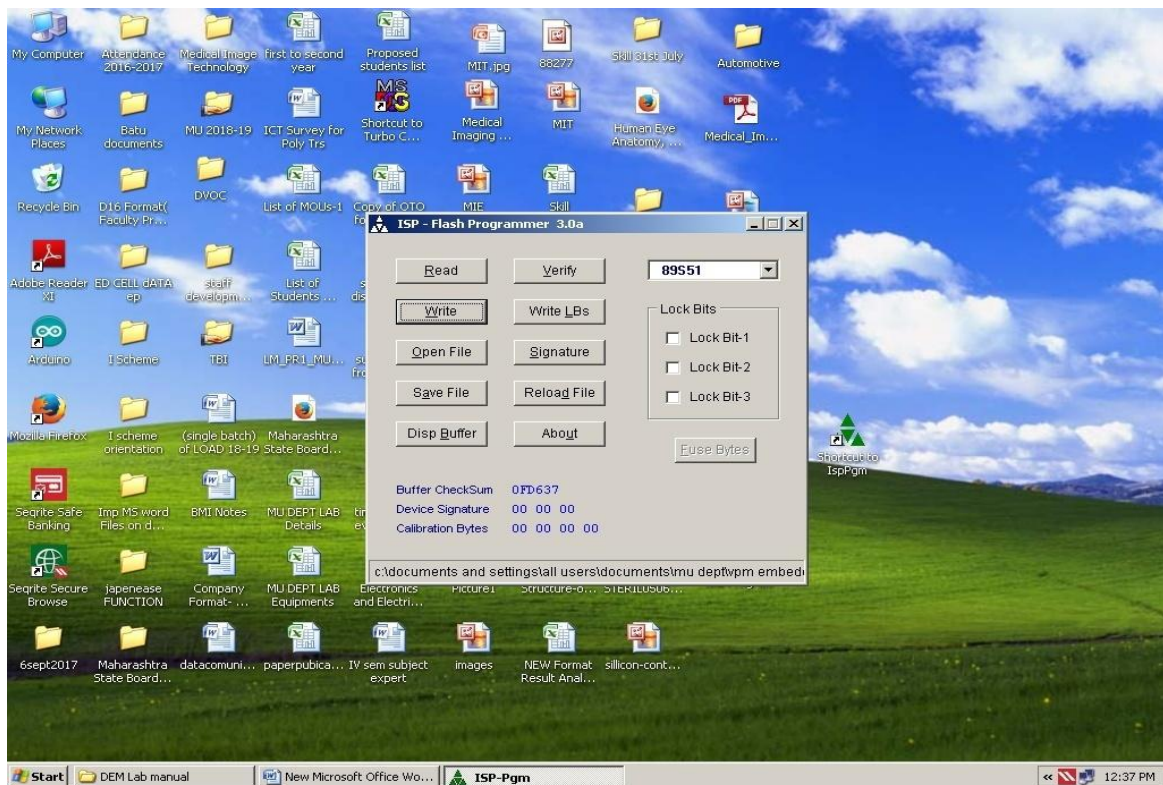 My Computer
Attendance
2016-2017
Medical Image
Technology
first to second
year
Proposed
students list
MIT.jpg
88277
Skill 31st July
Automotive
My Network
Places
Batu
documents
MU 2018-19
ICT Survey for
Poly Trs
Shortcut to
Turbo C...
Medical
Imaging ...
MIT
Human Eye
Anatomy, ...
Medical_Im...
Recycle Bin
D16 Format(
Faculty Pr...
DVOC
List of MOUs-1
Copy of OTO
MIE
Skill
ISP - Flash Programmer 3.0a
Read
Verify
89S51
Write
Write LBs
Lock Bits
Lock Bit-1
Open File
Signature
Lock Bit-2
Save File
Reload File
Lock Bit-3
Disp Buffer
About
Fuse Bytes
Buffer CheckSum 0FD637
Device Signature 00 00 00
Calibration Bytes 00 00 00 00
c:\documents and settings\all users\documents\mu dept\vpm embed
Adobe Reader
XI
ED CELL dATA
ep
staff
developm...
List of
Students ...
Arduino
I Scheme
TBI
LM_PR1_MU...
Mozilla Firefox
I scheme
orientation
(single batch)
of LOAD 18-19
Maharashtra
State Board...
Shortcut to
IspPgm
Seqrite Safe
Banking
Imp MS word
Files on d...
BMI Notes
MU DEPT LAB
Details
Seqrite Secure
Browse
japenease
FUNCTION
Company
Format- ...
MU DEPT LAB
Equipments
Electronics
and Electri...
Picture1
Structure-o...
6sept2017
Maharashtra
State Board...
datacomuni...
paperpubica...
IV sem subject
expert
images
NEW Format
Result Anal...
sillicon-cont...
Start
DEM Lab manual
New Microsoft Office Wo...
ISP-Pgm
12:37 PM